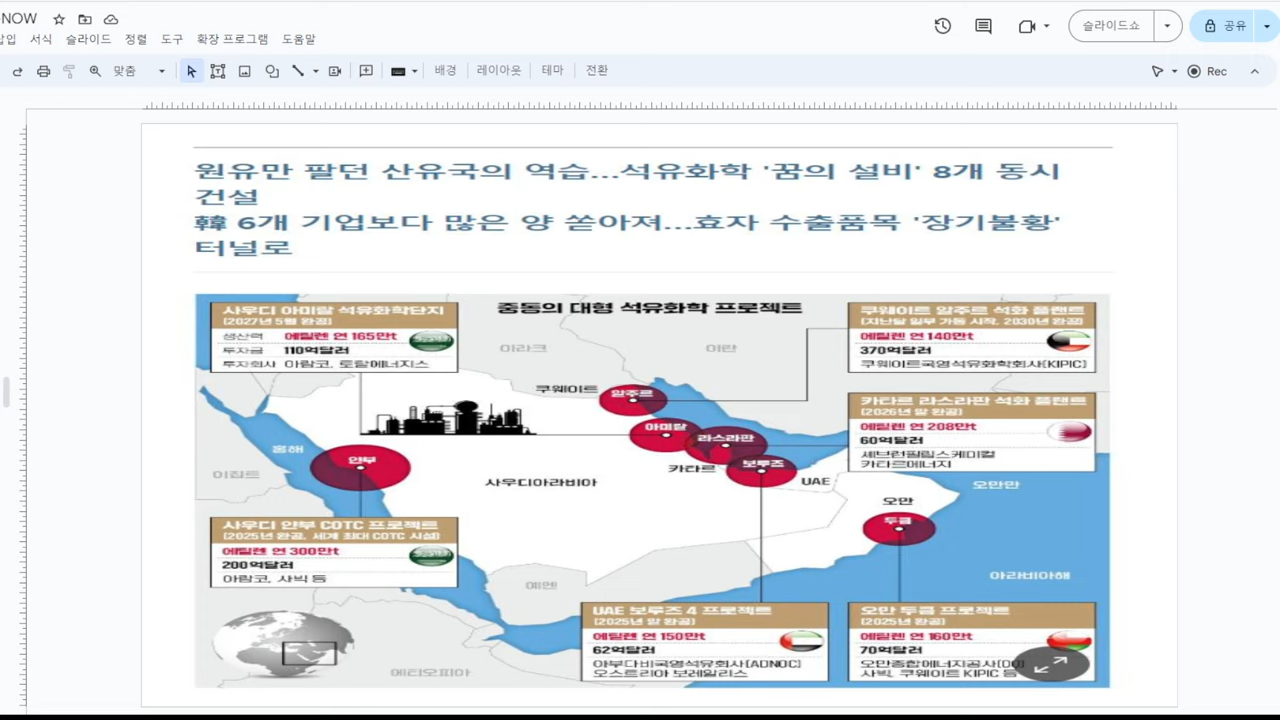 NOW
삽입 서식 슬라이드 정렬 도구 확장 프로그램 도움말
슬라이드쇼
공유
맞춤
배경 레이아웃 테마 전환
Rec
원유만 팔던 산유국의 역습...석유화학 '꿈의 설비' 8개 동시
건설
韓 6개 기업보다 많은 양 쏟아져...효자 수출품목 '장기불황'
터널로
중동의 대형 석유화학 프로젝트
사우디 아미랄 석유화학단지
(2027년 5월 완공)
생산력 에틸렌 연 165만t
투자금 110억달러
투자회사 아람코, 토탈에너지스
쿠웨이트 알주르 석화 플랜트
(지난달 일부 가동 시작, 2030년 완공)
에틸렌 연 140만t
370억달러
쿠웨이트국영석유화학회사(KIPIC)
이라크
이란
쿠웨이트
알주르
아미랄
라스라판
보루즈
카타르
UAE
카타르 라스라판 석화 플랜트
(2026년 말 완공)
에틸렌 연 208만t
60억달러
셰브런필립스케미컬
카타르에너지
홍해
얀부
이집트
사우디아라비아
오만
두큼
오만만
아라비아해
사우디 얀부 COTC 프로젝트
(2025년 완공, 세계 최대 COTC 시설)
에틸렌 연 300만t
200억달러
아람코, 사빅 등
예멘
에티오피아
UAE 보루즈 4 프로젝트
(2025년 말 완공)
에틸렌 연 150만t
62억달러
아부다비국영석유회사(ADNOC)
오스트리아 보레알리스
오만 두큼 프로젝트
(2025년 완공)
에틸렌 연 160만t
70억달러
오만종합에너지공사(OQ)
사빅, 쿠웨이트 KIPIC 등